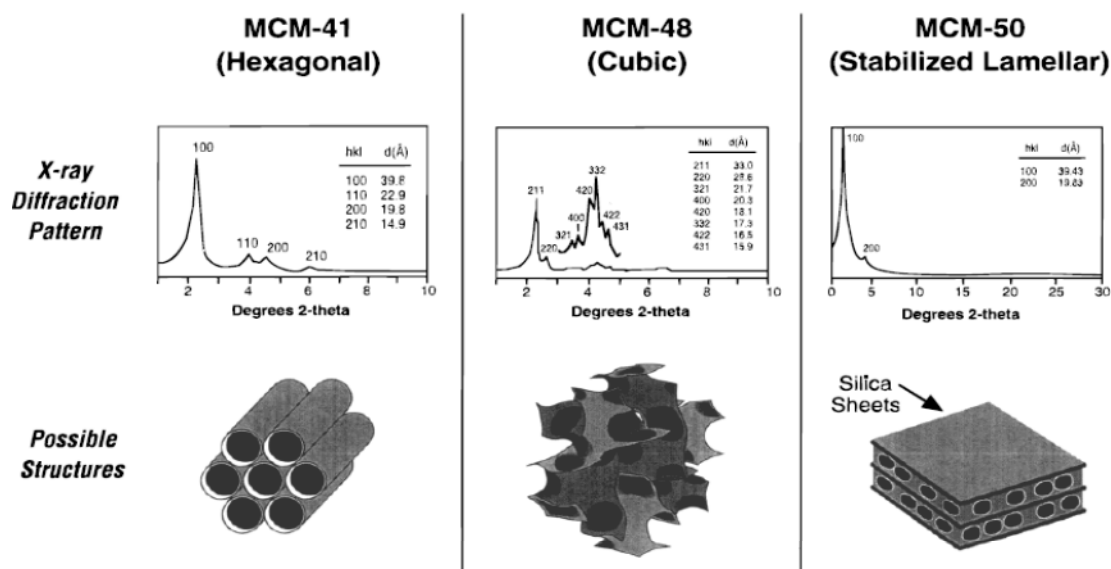 MCM-41
(Hexagonal)
MCM-48
(Cubic)
MCM-50
(Stabilized Lamellar)
X-ray
Diffraction
Pattern
100
110
200
210
hkl d(Å)
100 39.8
110 22.9
200 19.8
210 14.9
2 4 6 8 10
Degrees 2-theta
211
220
321
400
420
332
422
431
hkl d(Å)
211 33.0
220 28.6
321 21.7
400 20.3
420 18.1
332 17.3
422 16.5
431 15.9
2 4 6 8 10
Degrees 2-theta
100
200
hkl d(Å)
100 39.43
200 19.83
0 5 10 15 20 25 30
Degrees 2-theta
Possible
Structures
Silica
Sheets